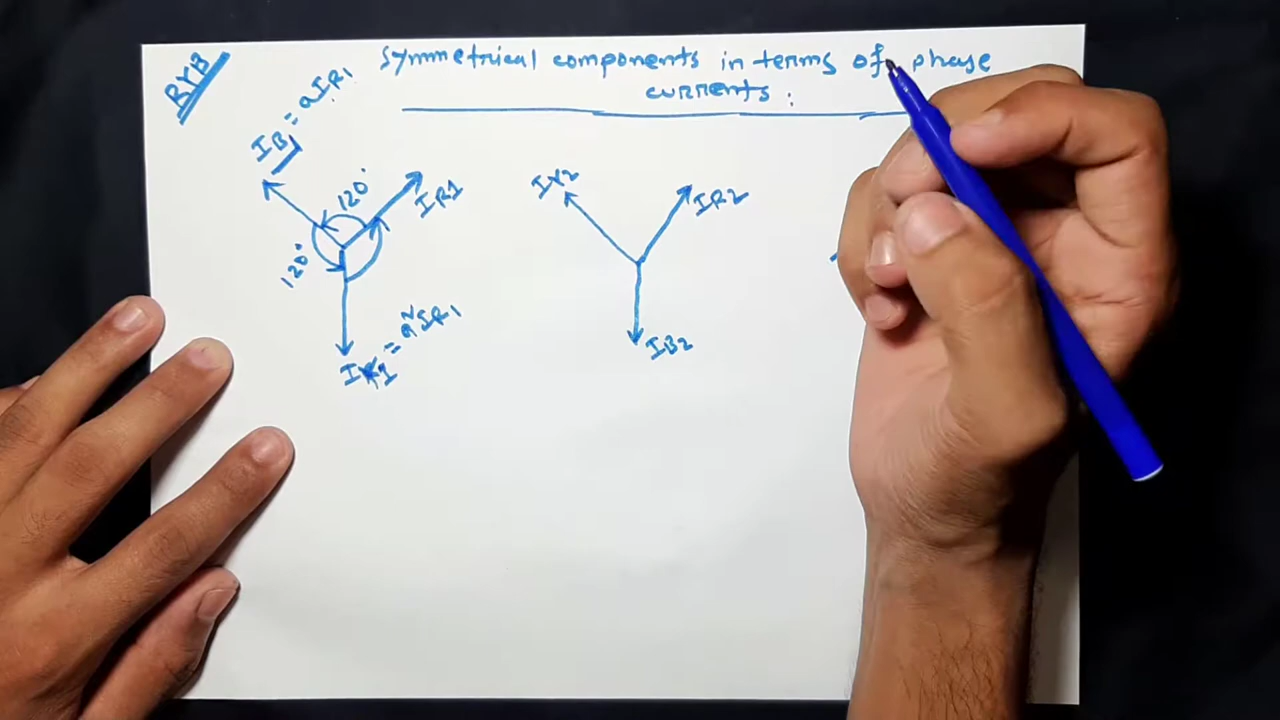 Symmetrical components in terms of phase
currents :
RYB
IB1 = aIR1
120°
IR1
120°
IY1 = a²IR1
IY2
IR2
IB2